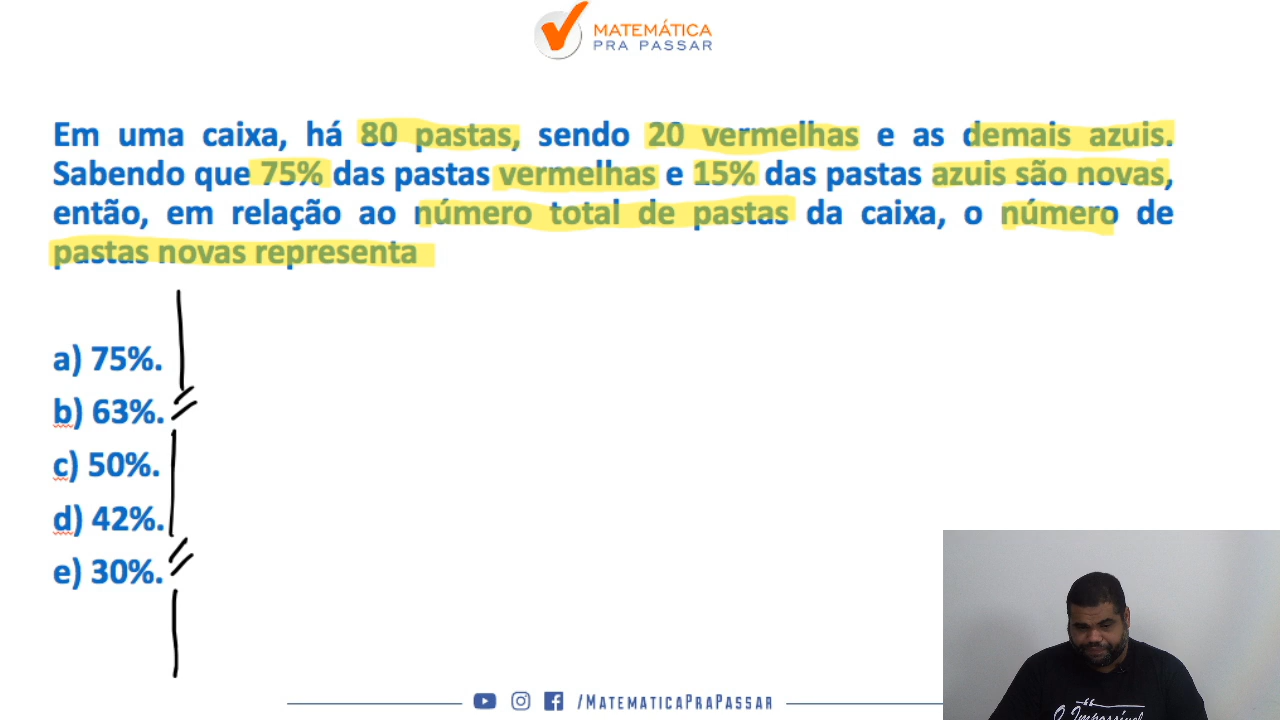 MATEMÁTICA
PRA PASSAR
Em uma caixa, há 80 pastas, sendo 20 vermelhas e as demais azuis.
Sabendo que 75% das pastas vermelhas e 15% das pastas azuis são novas,
então, em relação ao número total de pastas da caixa, o número de
pastas novas representa
a) 75%.
b) 63%.
c) 50%.
d) 42%.
e) 30%.
/MATEMATICAPRAPASSAR
O Impossível